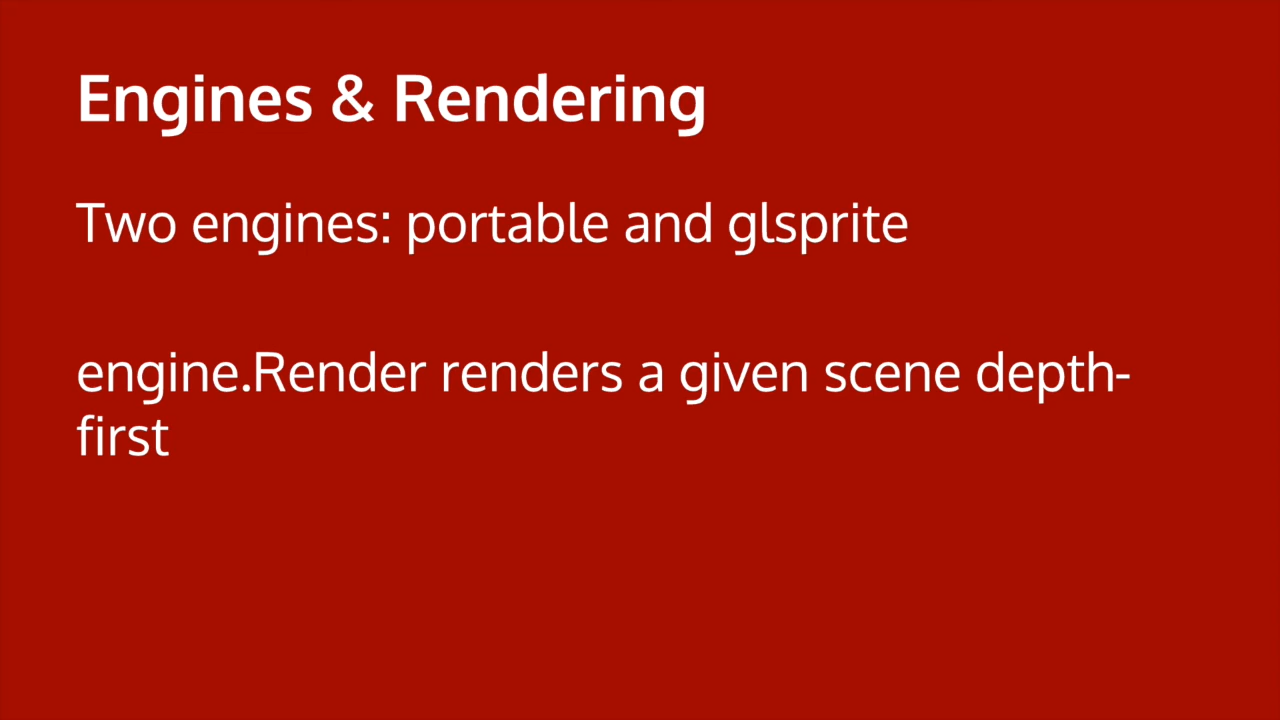 Engines & Rendering
Two engines: portable and glsprite
engine.Render renders a given scene depth-
first